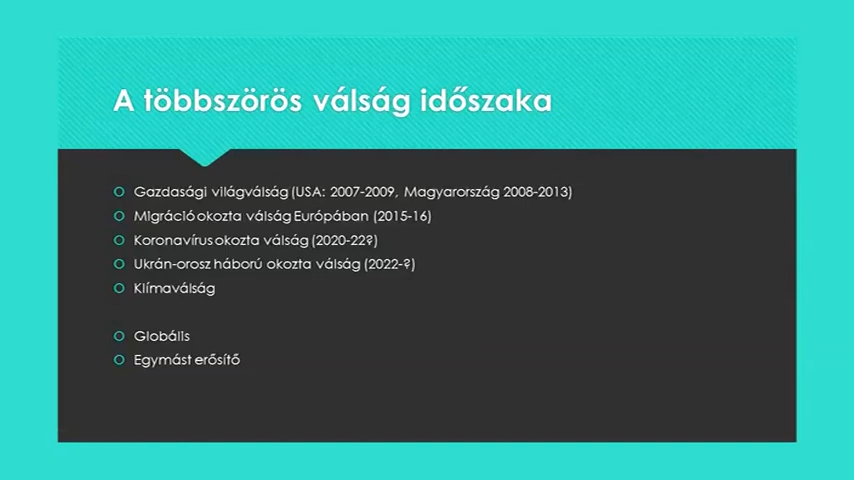 A többszörös válság időszaka
Gazdasági világválság (USA: 2007-2009, Magyarország 2008-2013)
Migráció okozta válság Európában (2015-16)
Koronavírus okozta válság (2020-22?)
Ukrán-orosz háború okozta válság (2022-?)
Klímaválság
Globális
Egymást erősítő